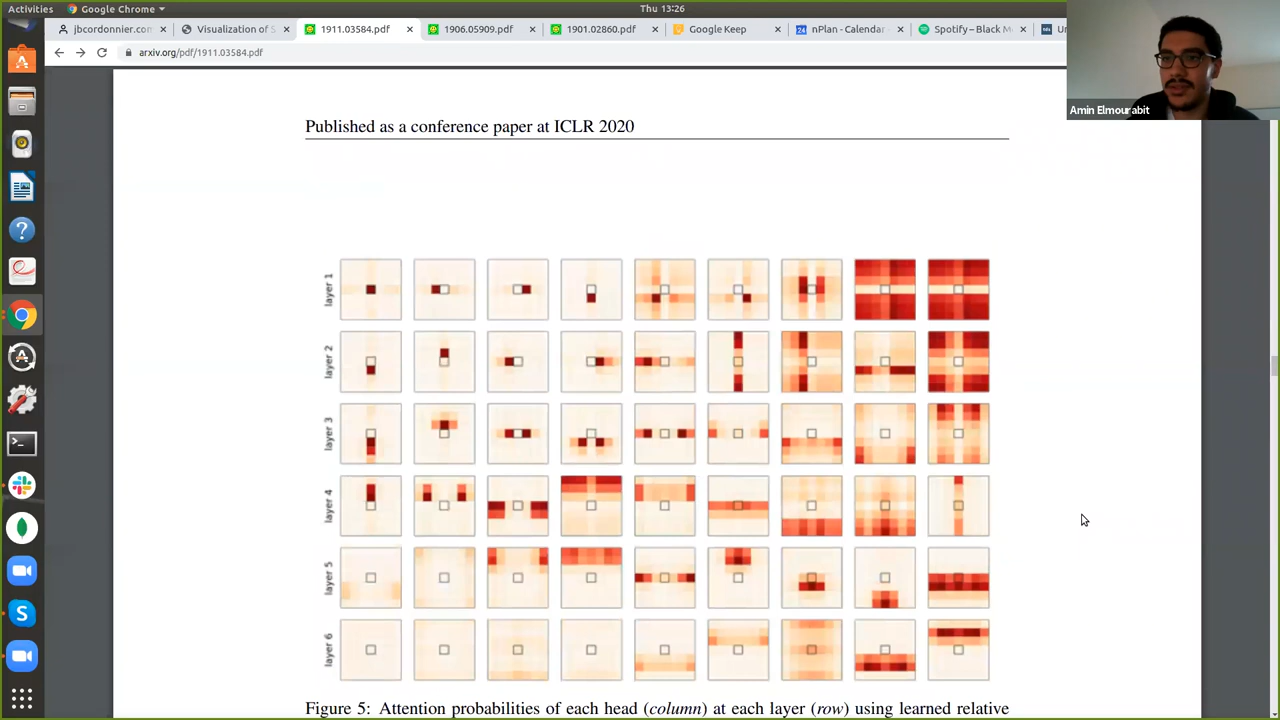 Activities
Google Chrome
Thu 13:26
jbcordonnier.com
Visualization of S
1911.03584.pdf
1906.05909.pdf
1901.02860.pdf
Google Keep
24
nPlan - Calendar
Spotify – Black M
Un
arxiv.org/pdf/1911.03584.pdf
Amin Elmourabit
Published as a conference paper at ICLR 2020
layer 1
layer 2
layer 3
layer 4
layer 5
layer 6
Figure 5: Attention probabilities of each head (column) at each layer (row) using learned relative